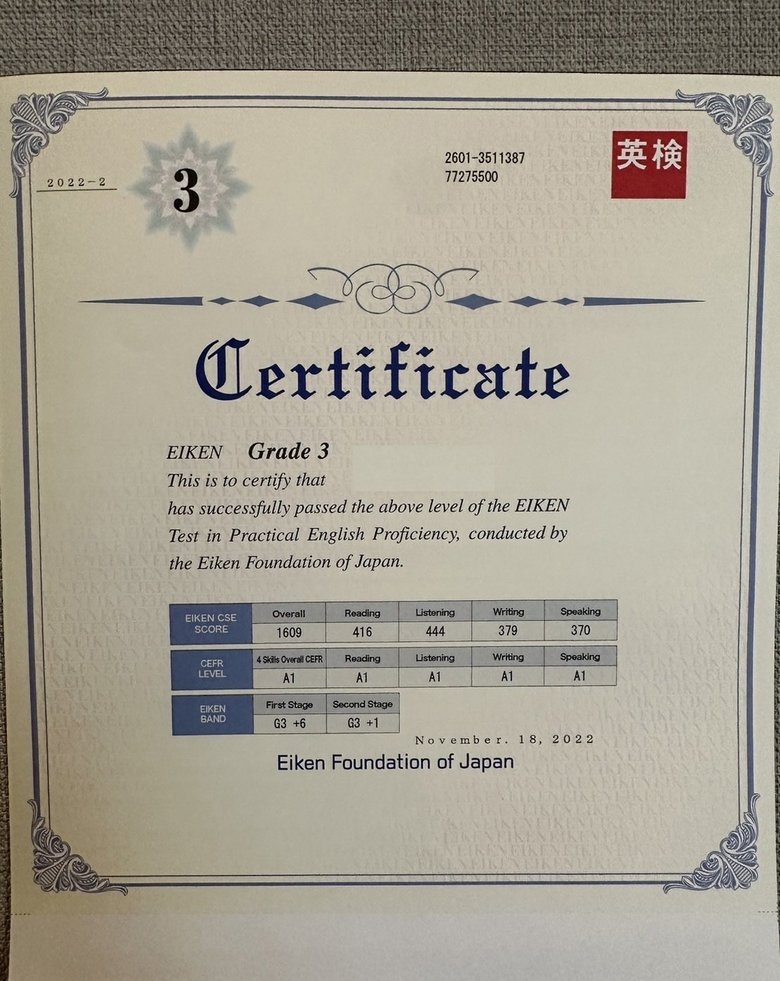 2022-2
3
2601-3511387
77275500
英検
Certificate
EIKEN Grade 3
This is to certify that
has successfully passed the above level of the EIKEN
Test in Practical English Proficiency, conducted by
the Eiken Foundation of Japan.
EIKEN CSE SCORE Overall Reading Listening Writing Speaking
1609 416 444 379 370
CEFR LEVEL 4 Skills Overall CEFR Reading Listening Writing Speaking
A1 A1 A1 A1 A1
EIKEN BAND First Stage Second Stage
G3 +6 G3 +1
November. 18, 2022
Eiken Foundation of Japan